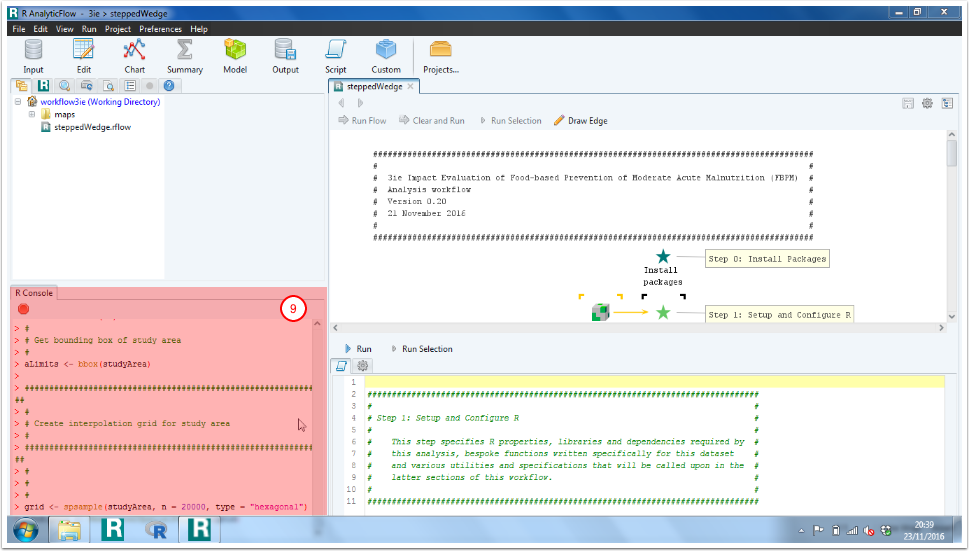 R AnalyticFlow - 3ie > steppedWedge
File Edit View Run Project Preferences Help
Input Edit Chart Summary Model Output Script Custom Projects...
workflow3ie (Working Directory)
maps
steppedWedge.rflow
steppedWedge
Run Flow Clear and Run Run Selection Draw Edge
##########################################################################################
# #
# 3ie Impact Evaluation of Food-based Prevention of Moderate Acute Malnutrition (FBPM) #
# Analysis workflow #
# Version 0.20 #
# 21 November 2016 #
# #
##########################################################################################
Step 0: Install Packages
Install
packages
Step 1: Setup and Configure R
R Console
9
> #
> # Get bounding box of study area
> #
> aLimits <- bbox(studyArea)
>
> ################################################################
##
> #
> # Create interpolation grid for study area
> #
> ################################################################
##
> #
> #
> #
> grid <- spsample(studyArea, n = 20000, type = "hexagonal")
Run Run Selection
1
2 ################################################################################
3 # #
4 # Step 1: Setup and Configure R #
5 # #
6 # This step specifies R properties, libraries and dependencies required by #
7 # this analysis, bespoke functions written specifically for this dataset #
8 # and various utilities and specifications that will be called upon in the #
9 # latter sections of this workflow. #
10 # #
11 ################################################################################
20:39
23/11/2016